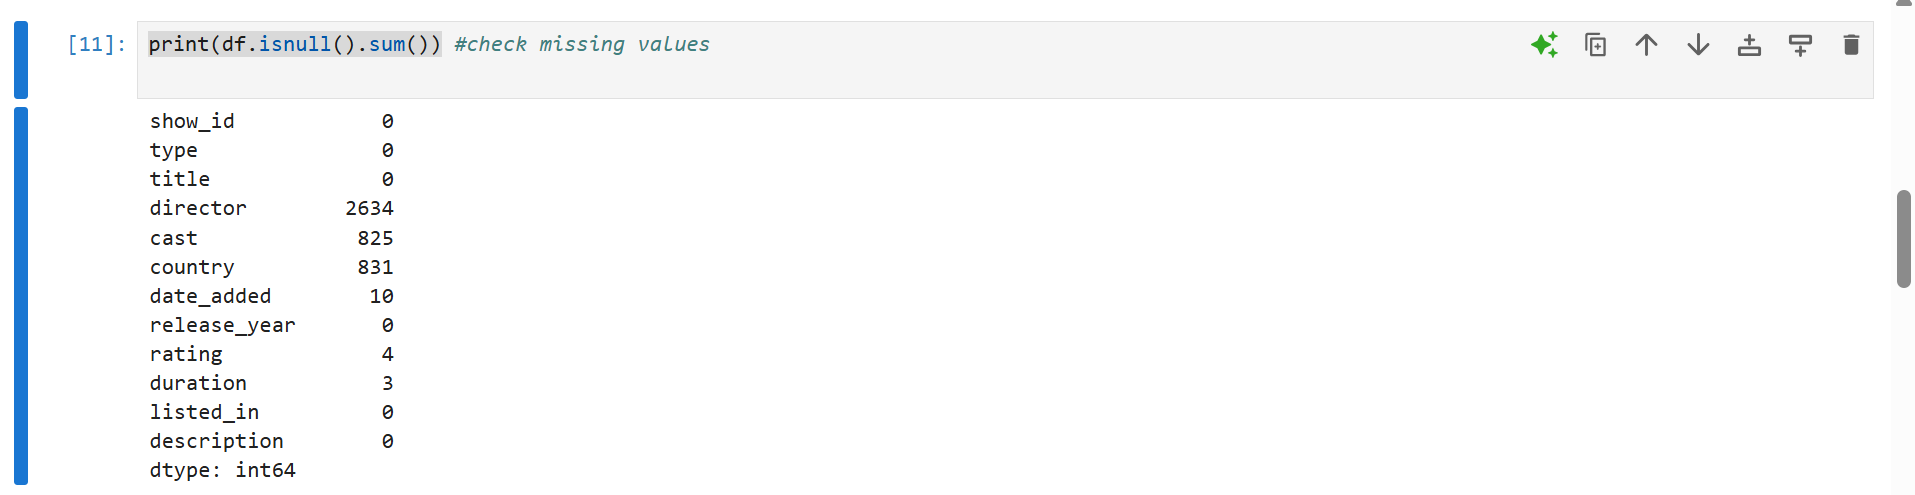 [11]: print(df.isnull().sum()) #check missing values
show_id 0
type 0
title 0
director 2634
cast 825
country 831
date_added 10
release_year 0
rating 4
duration 3
listed_in 0
description 0
dtype: int64